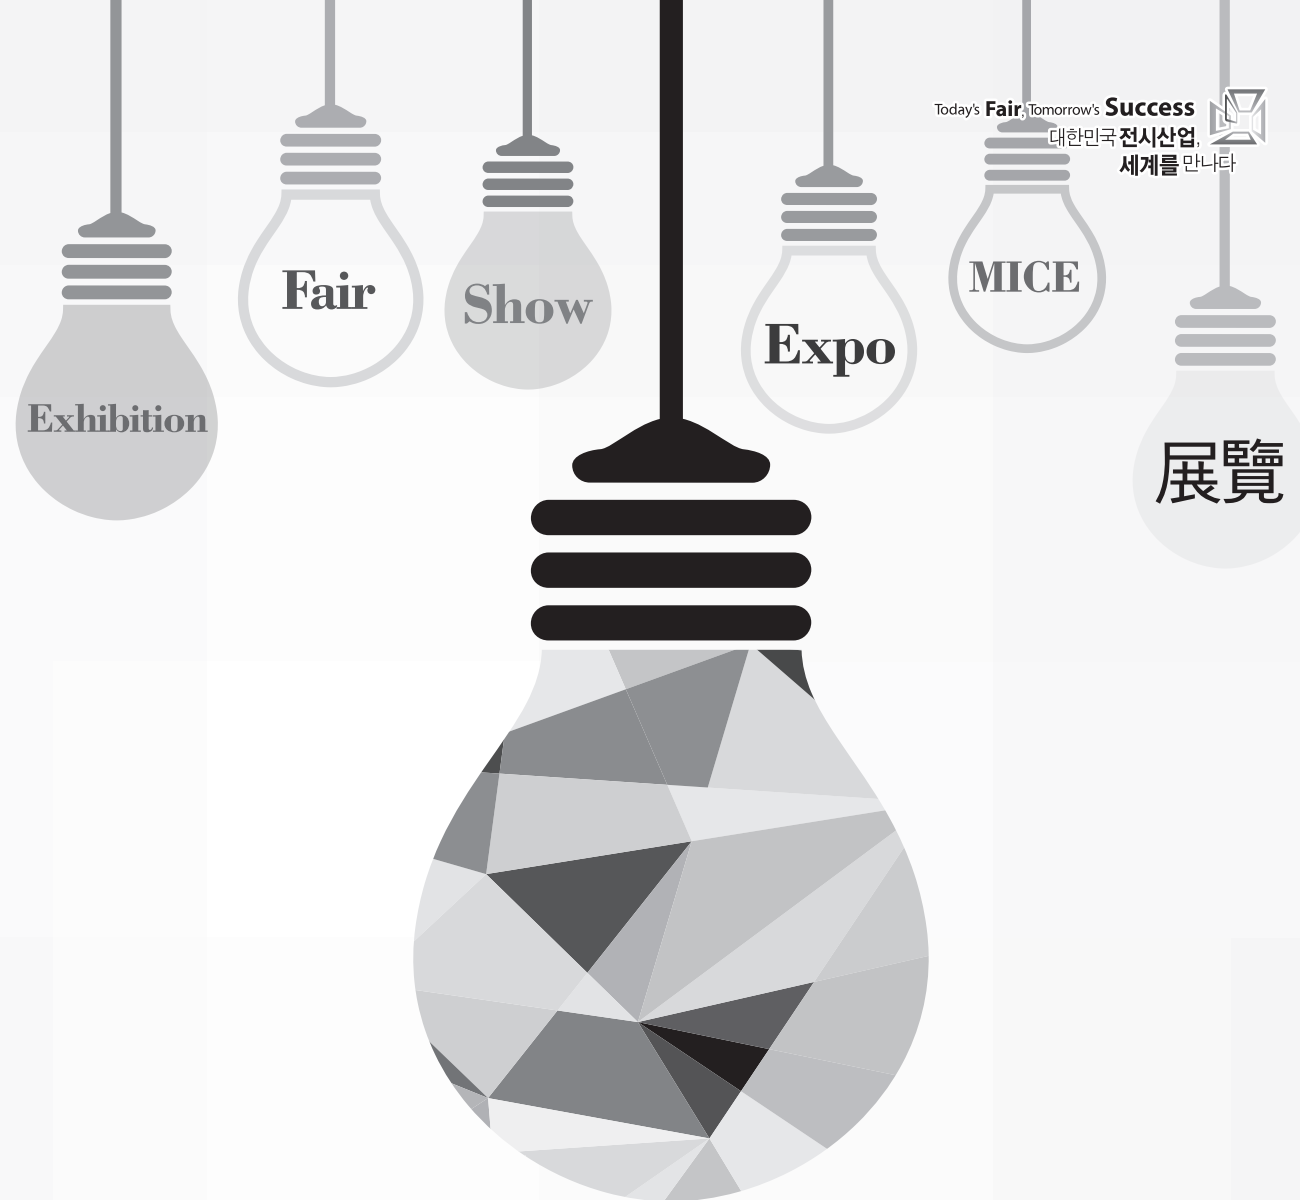 Today's Fair, Tomorrow's Success
대한민국 전시산업,
세계를 만나다
Fair
Show
MICE
Expo
Exhibition
展覽